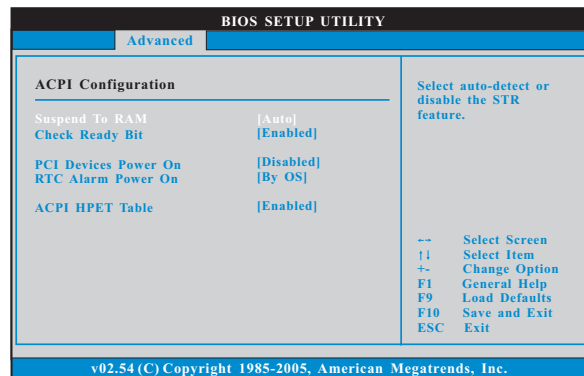 BIOS SETUP UTILITY
Advanced
ACPI Configuration
Suspend To RAM [Auto]
Check Ready Bit [Enabled]
PCI Devices Power On [Disabled]
RTC Alarm Power On [By OS]
ACPI HPET Table [Enabled]
Select auto-detect or
disable the STR
feature.
←→ Select Screen
↑↓ Select Item
+- Change Option
F1 General Help
F9 Load Defaults
F10 Save and Exit
ESC Exit
v02.54 (C) Copyright 1985-2005, American Megatrends, Inc.